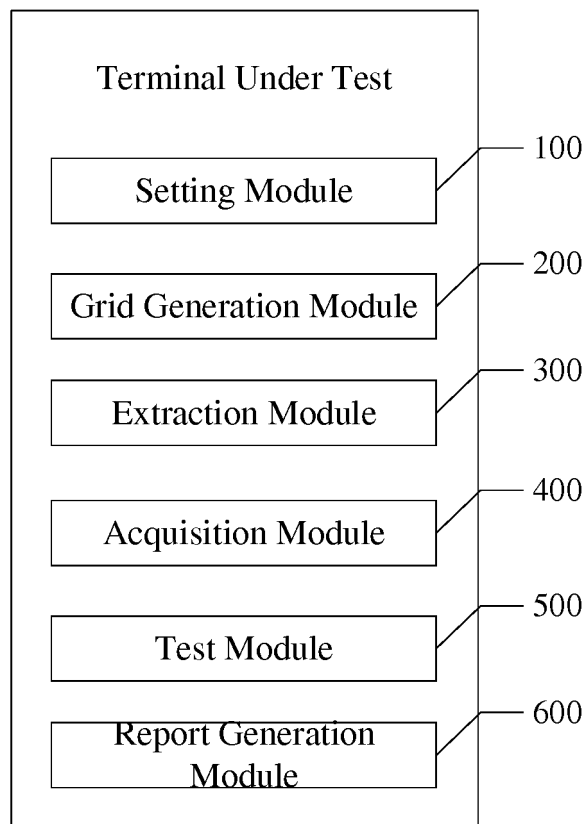 Terminal Under Test
100
Setting Module
200
Grid Generation Module
300
Extraction Module
400
Acquisition Module
500
Test Module
600
Report Generation
Module